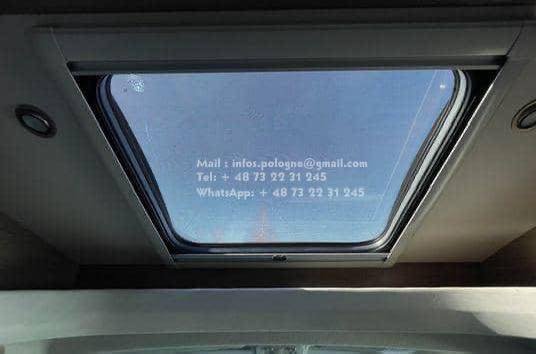 Mail : infos.pologne@gmail.com
Tel: + 48 73 22 31 245
WhatsApp: + 48 73 22 31 245